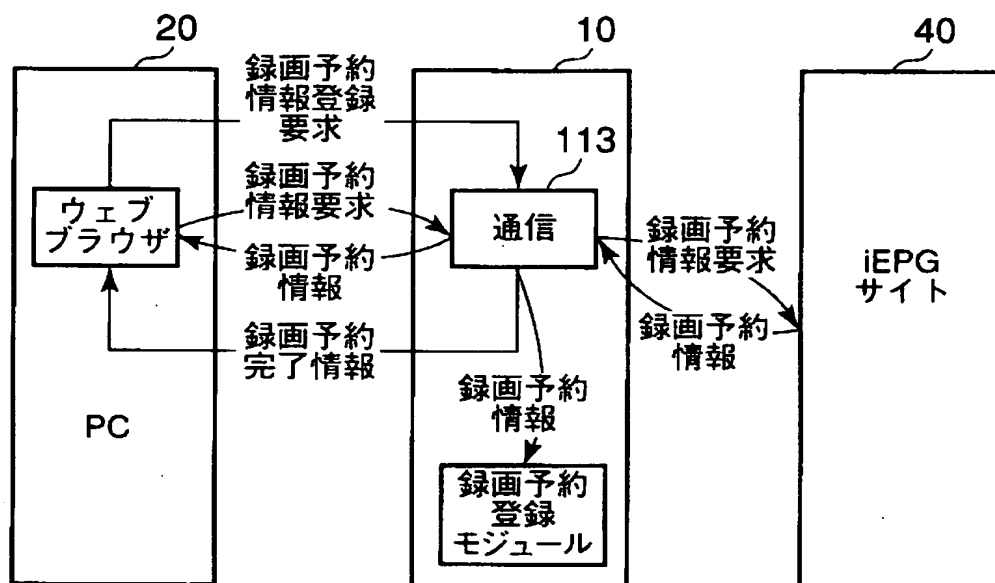 20
10
40
録画予約
情報登録
要求
113
ウェブ
ブラウザ
録画予約
情報要求
通信
録画予約
情報要求
iEPG
サイト
録画予約
情報
録画予約
情報
録画予約
完了情報
録画予約
情報
PC
録画予約
登録
モジュール